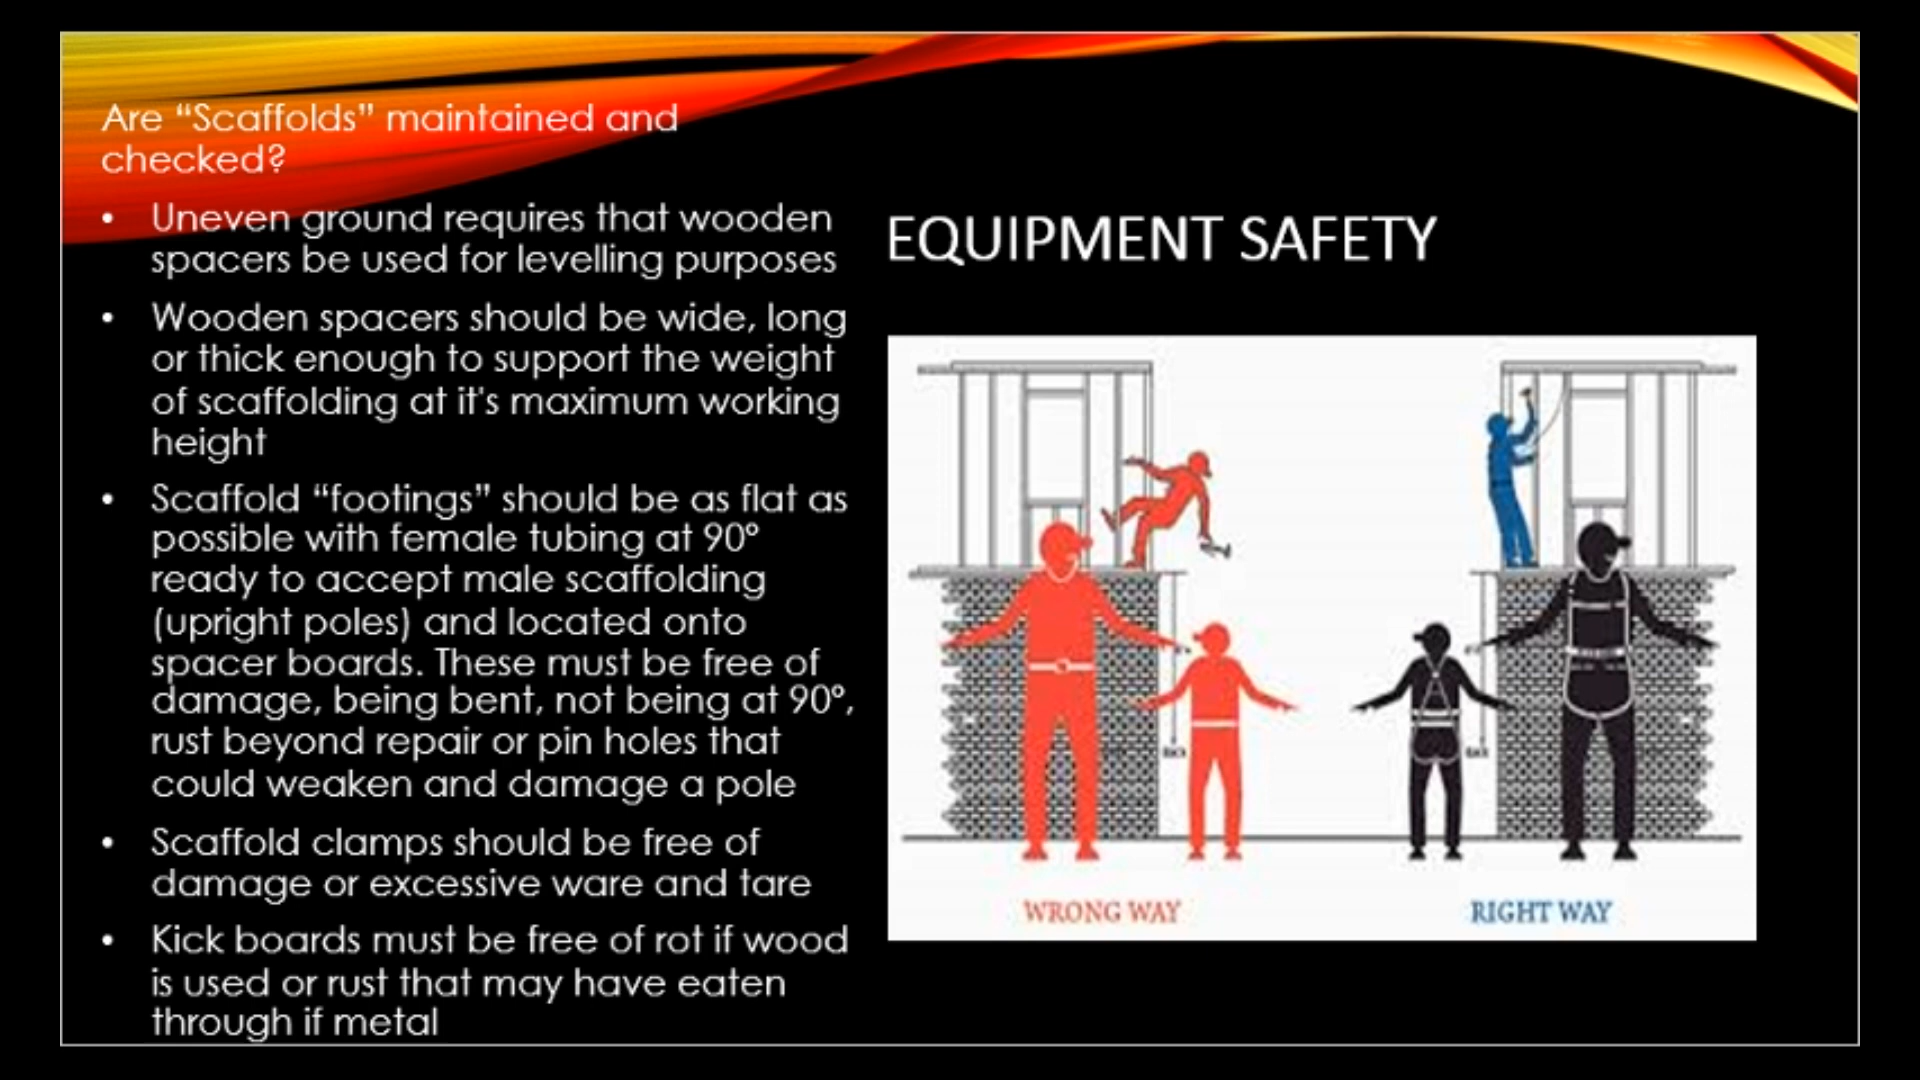 Are “Scaffolds” maintained and
checked?
• Uneven ground requires that wooden
spacers be used for levelling purposes
• Wooden spacers should be wide, long
or thick enough to support the weight
of scaffolding at it's maximum working
height
• Scaffold “footings” should be as flat as
possible with female tubing at 90°
ready to accept male scaffolding
(upright poles) and located onto
spacer boards. These must be free of
damage, being bent, not being at 90°,
rust beyond repair or pin holes that
could weaken and damage a pole
• Scaffold clamps should be free of
damage or excessive ware and tare
• Kick boards must be free of rot if wood
is used or rust that may have eaten
through if metal
EQUIPMENT SAFETY
WRONG WAY
RIGHT WAY